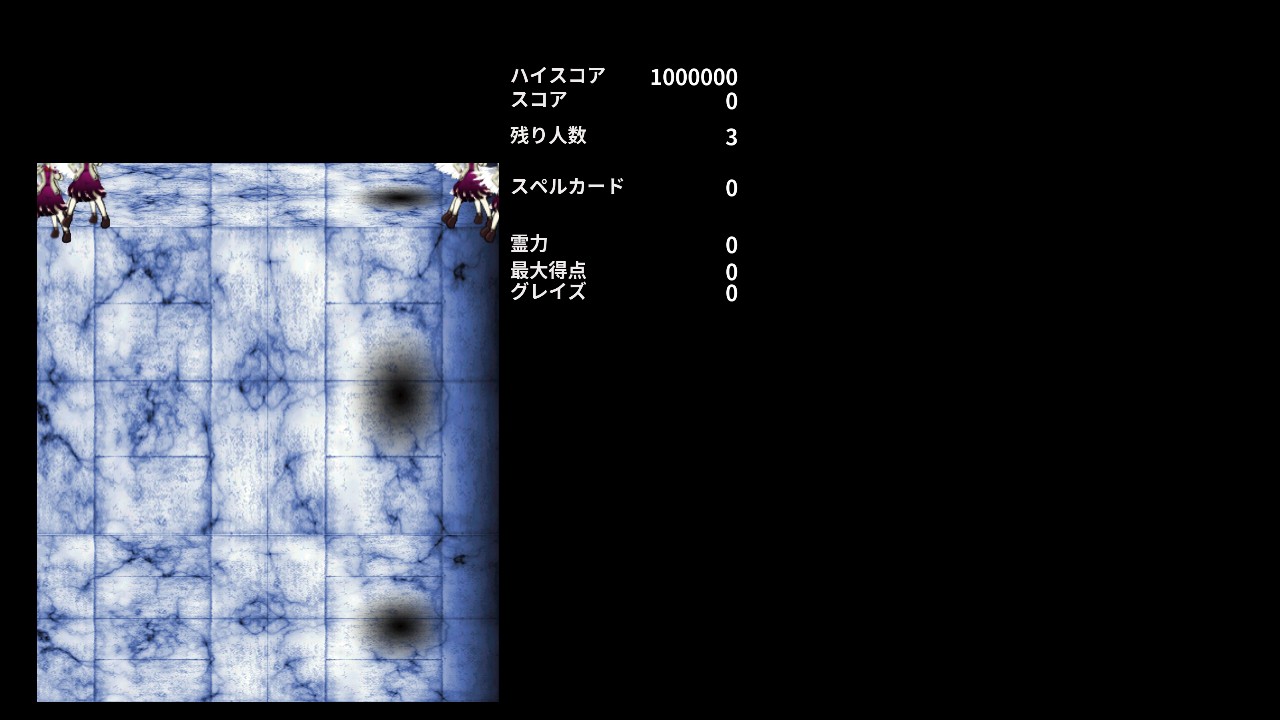 ハイスコア 1000000
スコア 0
残り人数 3
スペルカード 0
霊力 0
最大得点 0
グレイズ 0